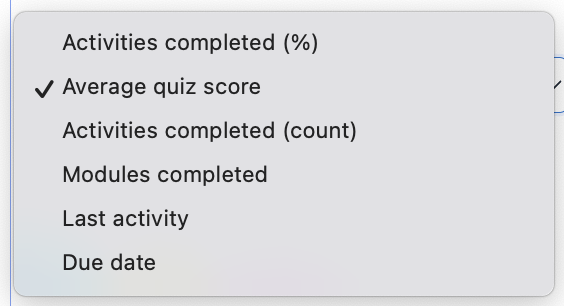 Activities completed (%)
Average quiz score
Activities completed (count)
Modules completed
Last activity
Due date